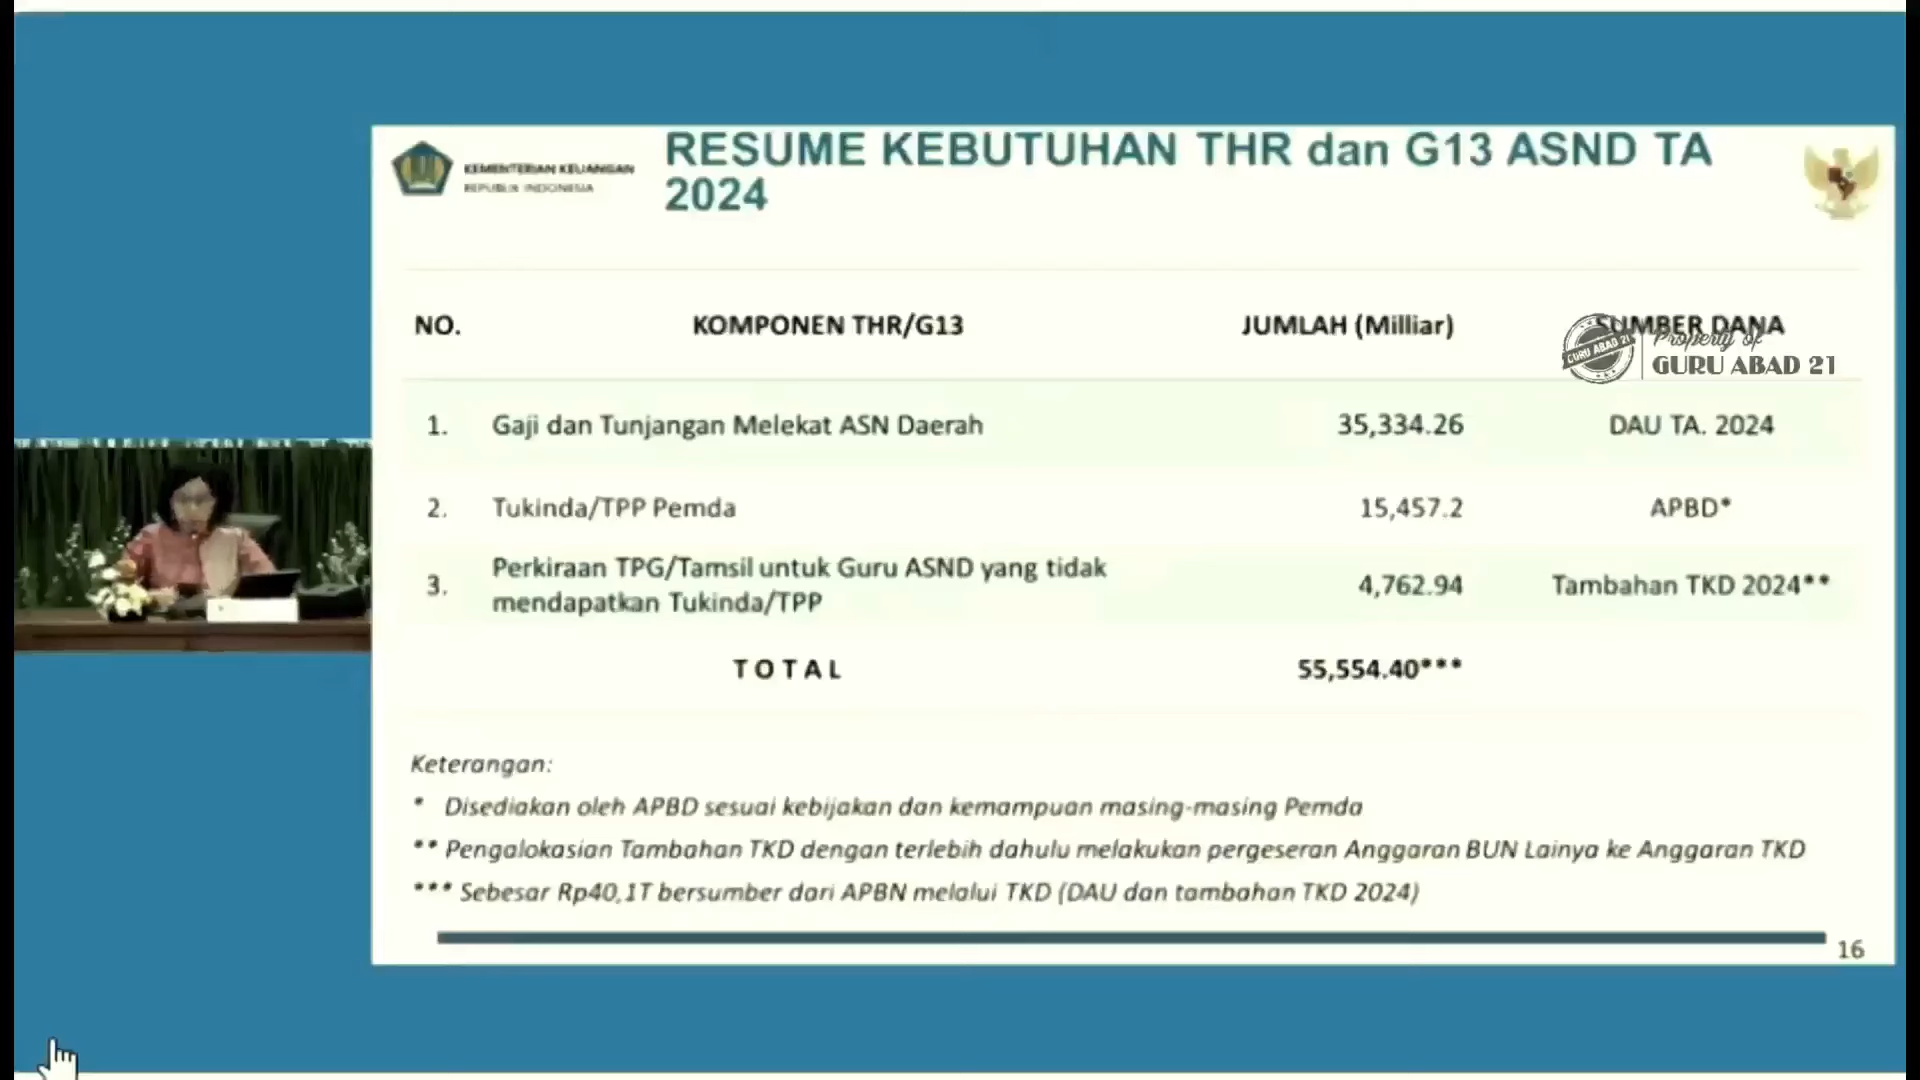 KEMENTERIAN KEUANGAN
REPUBLIK INDONESIA
RESUME KEBUTUHAN THR dan G13 ASND TA
2024
NO. KOMPONEN THR/G13 JUMLAH (Milliar) SUMBER DANA
GURU ABAD 21
Property of
GURU ABAD 21
1. Gaji dan Tunjangan Melekat ASN Daerah 35,334.26 DAU TA. 2024
2. Tukinda/TPP Pemda 15,457.2 APBD*
3. Perkiraan TPG/Tamsil untuk Guru ASND yang tidak
mendapatkan Tukinda/TPP 4,762.94 Tambahan TKD 2024**
T O T A L 55,554.40***
Keterangan:
* Disediakan oleh APBD sesuai kebijakan dan kemampuan masing-masing Pemda
** Pengalokasian Tambahan TKD dengan terlebih dahulu melakukan pergeseran Anggaran BUN Lainya ke Anggaran TKD
*** Sebesar Rp40,1T bersumber dari APBN melalui TKD (DAU dan tambahan TKD 2024)
16